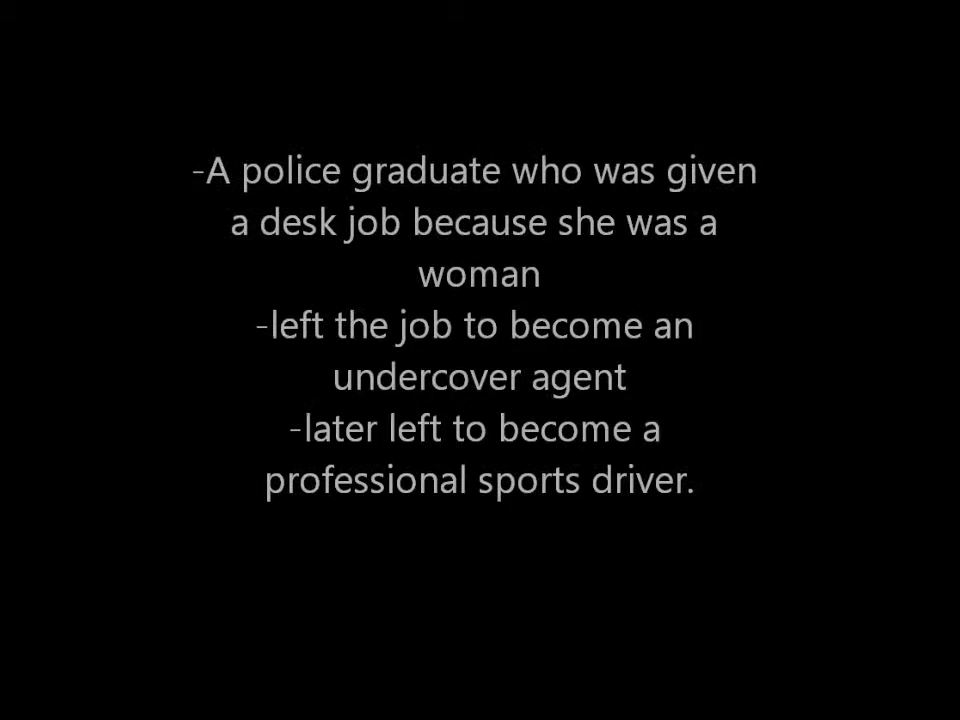 -A police graduate who was given
a desk job because she was a
woman
-left the job to become an
undercover agent
-later left to become a
professional sports driver.